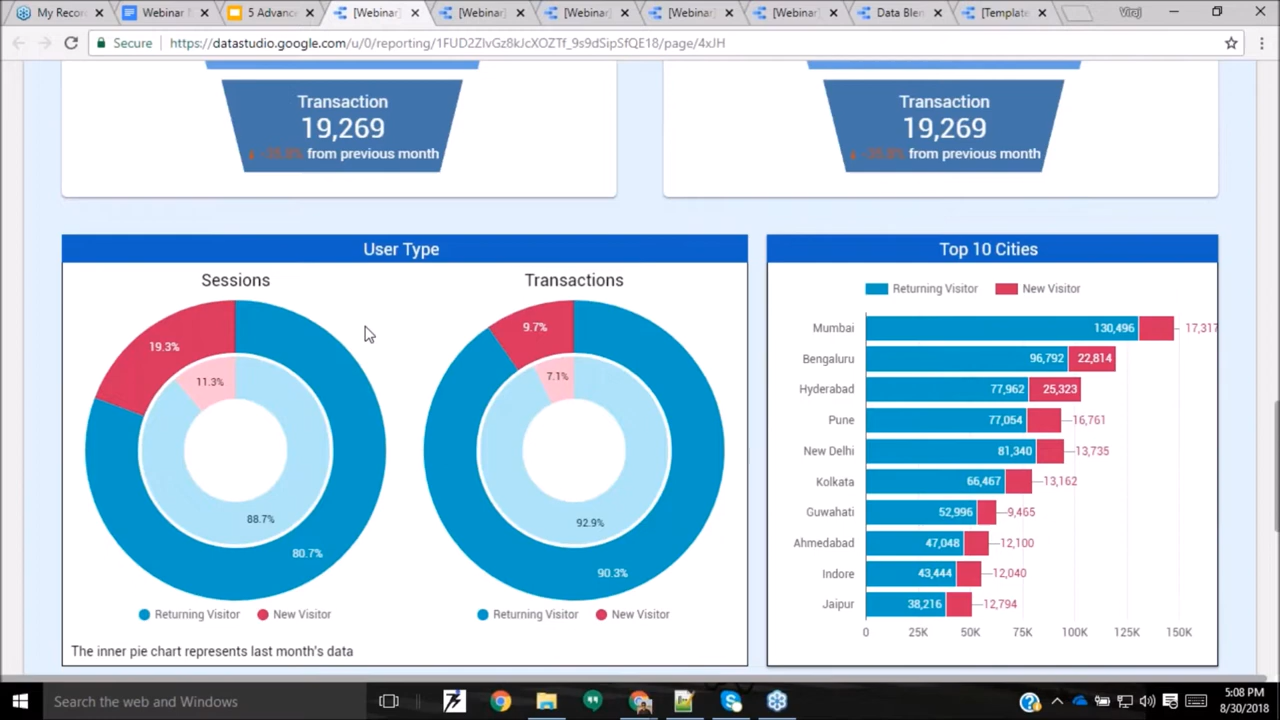 My Recor
Webinar
5 Advanc
[Webinar]
[Webinar]
[Webinar]
[Webinar]
[Webinar]
Data Blen
[Template
Viraj
Secure
https://datastudio.google.com/u/0/reporting/1FUD2ZIvGz8kJcXOZTf_9s9dSipSfQE18/page/4xJH
Transaction
19,269
from previous month
Transaction
19,269
from previous month
User Type
Sessions
19.3%
11.3%
88.7%
80.7%
Returning Visitor
New Visitor
Transactions
9.7%
7.1%
92.9%
90.3%
Returning Visitor
New Visitor
The inner pie chart represents last month's data
Top 10 Cities
Returning Visitor
New Visitor
Mumbai 130,496 17,317
Bengaluru 96,792 22,814
Hyderabad 77,962 25,323
Pune 77,054 16,761
New Delhi 81,340 13,735
Kolkata 66,467 13,162
Guwahati 52,996 9,465
Ahmedabad 47,048 12,100
Indore 43,444 12,040
Jaipur 38,216 12,794
0 25K 50K 75K 100K 125K 150K
Search the web and Windows
5:08 PM
8/30/2018